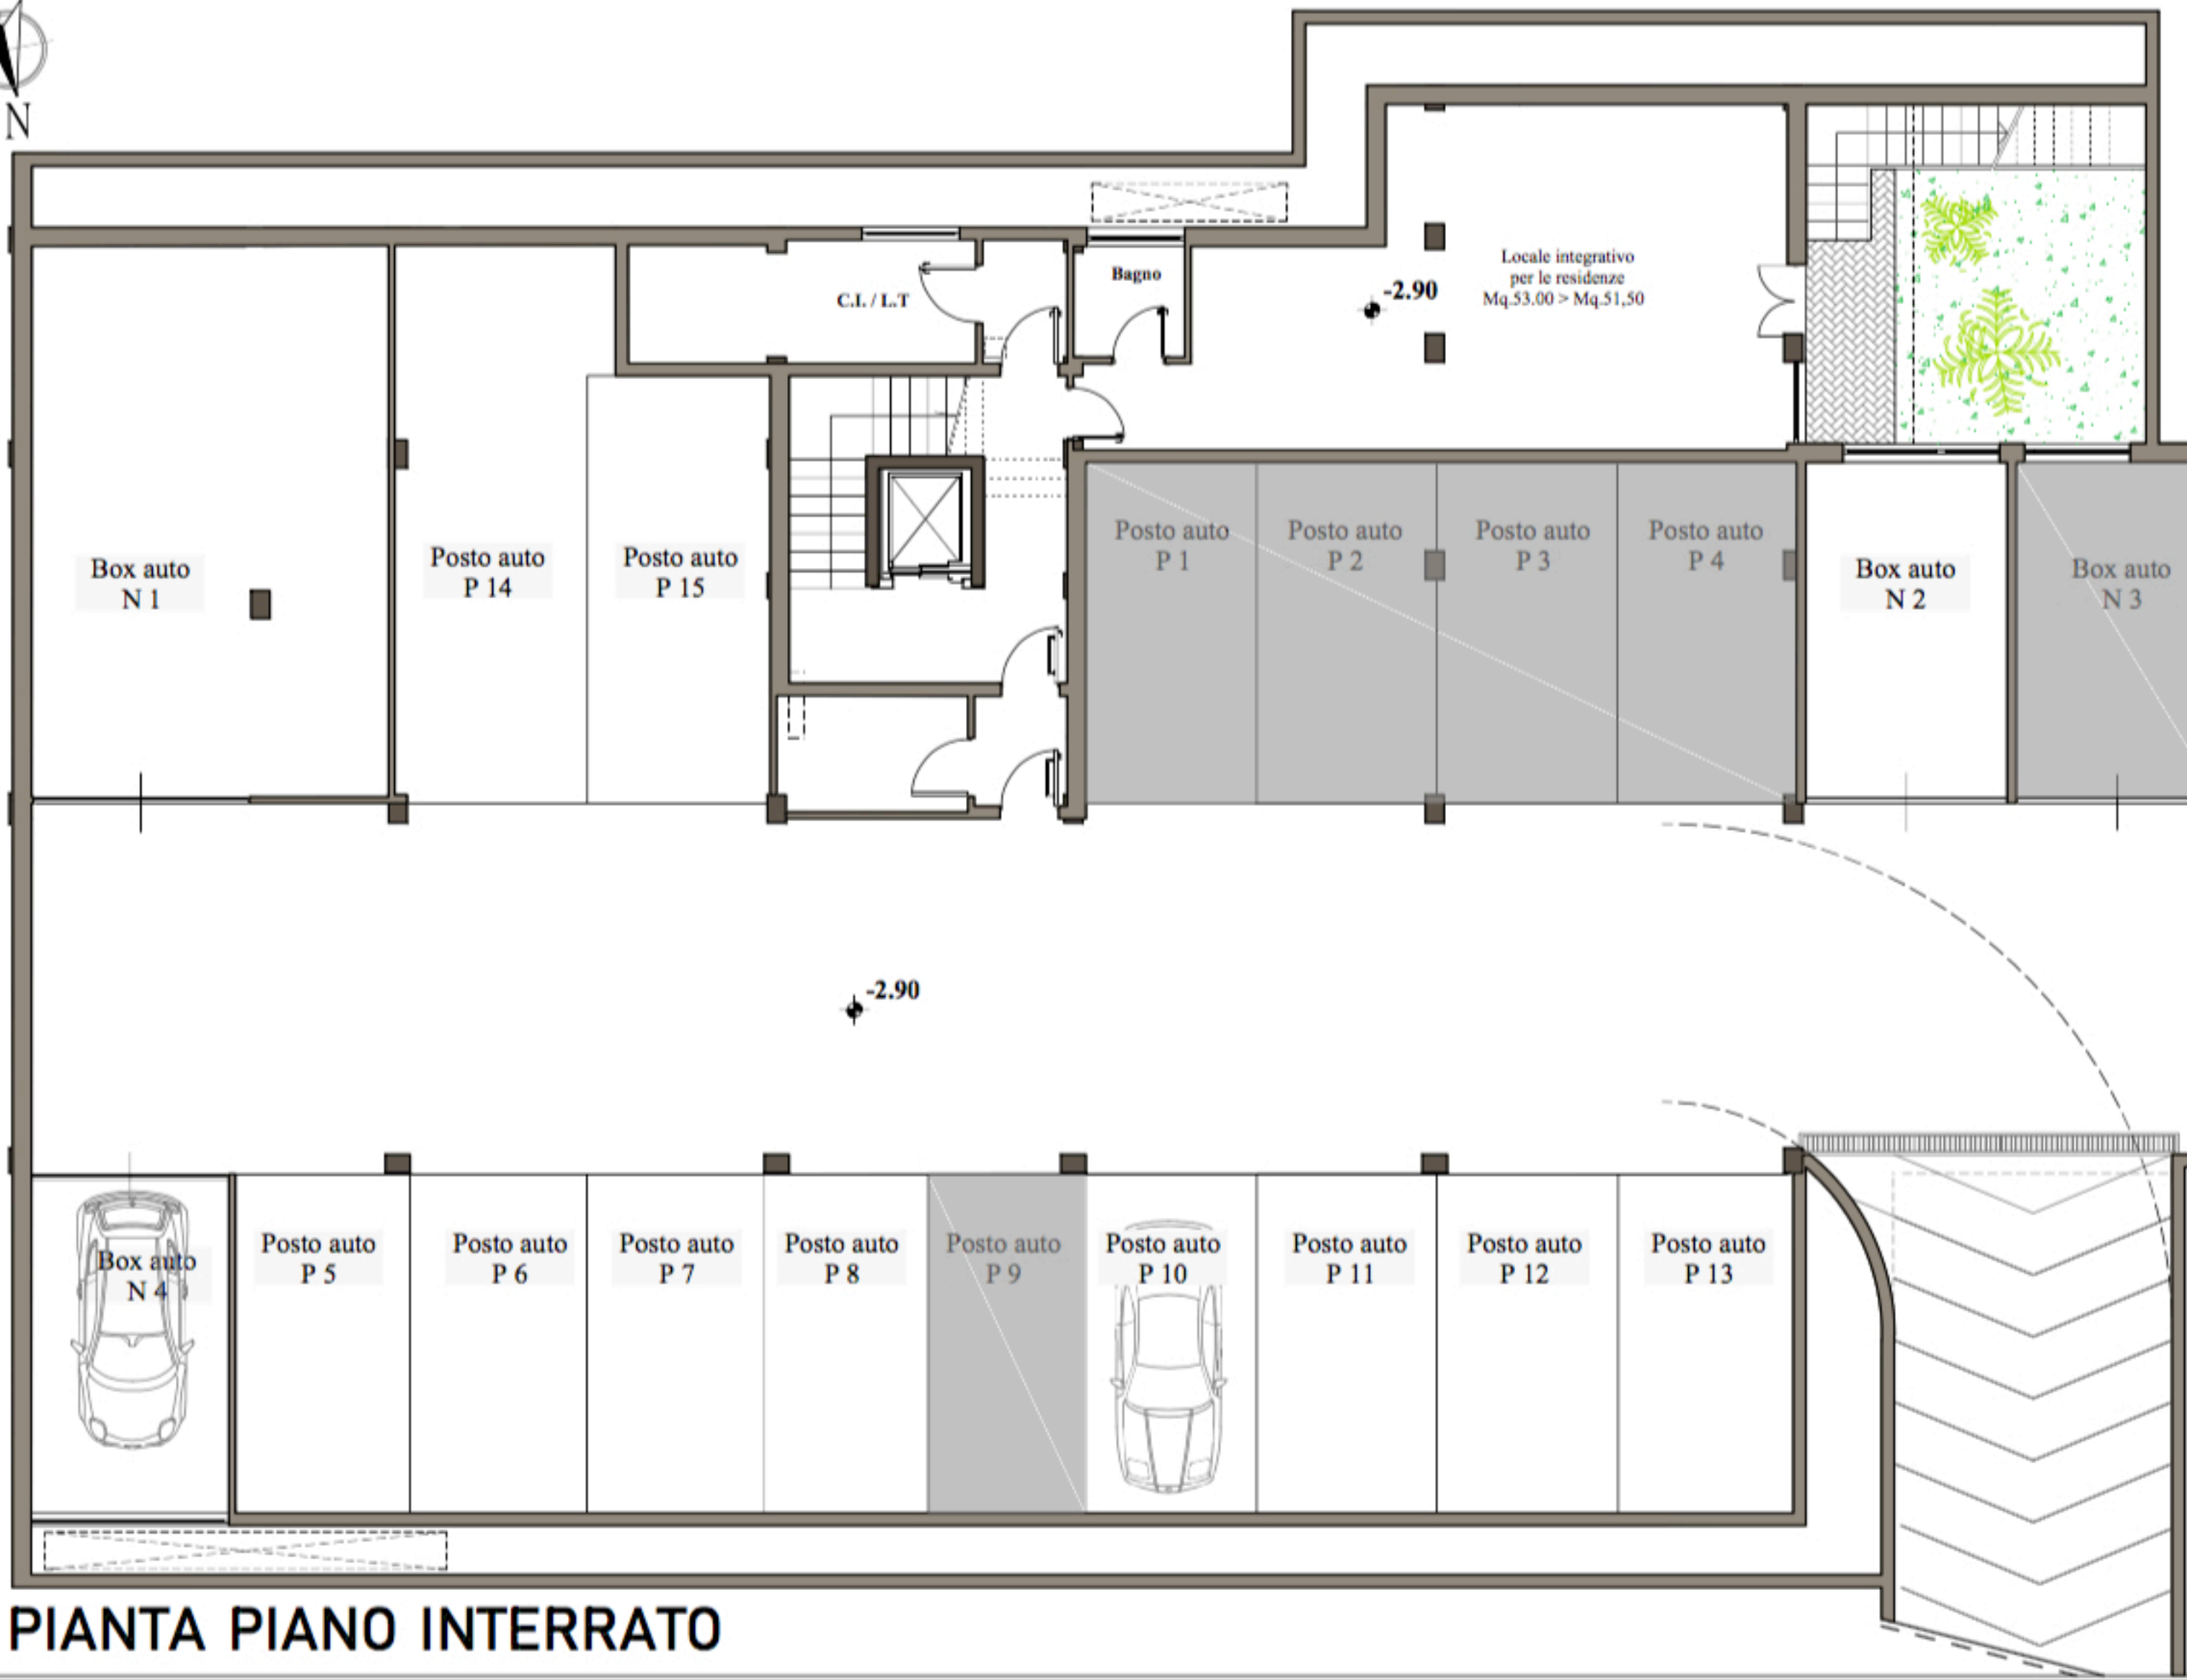 N
Bagno
C.I. / L.T
-2.90
Locale integrativo
per le residenze
Mq.53.00 > Mq.51,50
Box auto
N 1
Posto auto
P 14
Posto auto
P 15
Posto auto
P 1
Posto auto
P 2
Posto auto
P 3
Posto auto
P 4
Box auto
N 2
Box auto
N 3
-2.90
Box auto
N 4
Posto auto
P 5
Posto auto
P 6
Posto auto
P 7
Posto auto
P 8
Posto auto
P 9
Posto auto
P 10
Posto auto
P 11
Posto auto
P 12
Posto auto
P 13
PIANTA PIANO INTERRATO